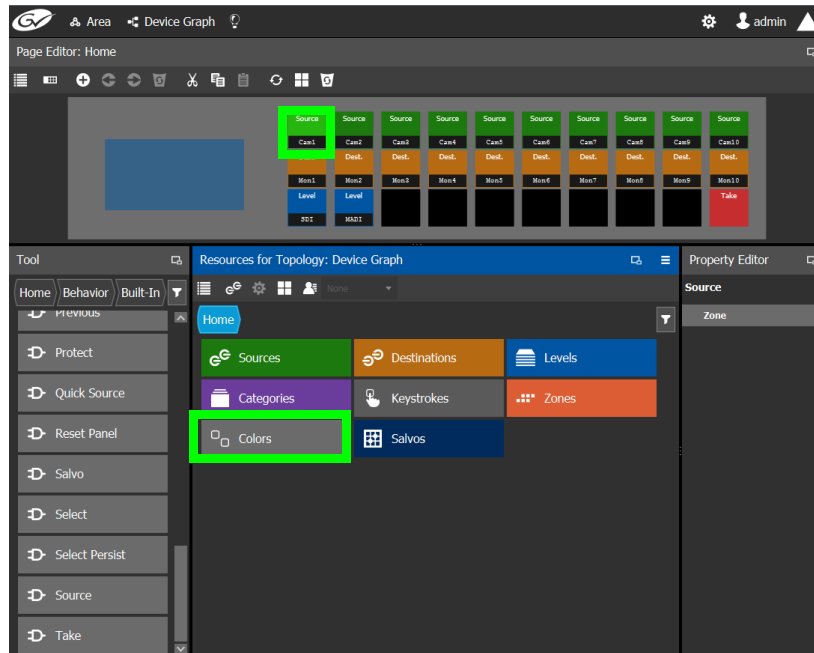 GV Area Device Graph admin
Page Editor: Home
Source Source Source Source Source Source Source Source Source Source
Cam1 Cam2 Cam3 Cam4 Cam5 Cam6 Cam7 Cam8 Cam9 Cam10
Dest. Dest. Dest. Dest. Dest. Dest. Dest. Dest. Dest.
Mon1 Mon2 Mon3 Mon4 Mon5 Mon6 Mon7 Mon8 Mon9 Mon10
Level Level Take
SDI MADI
Tool
Home Behavior Built-In
Previous
Protect
Quick Source
Reset Panel
Salvo
Select
Select Persist
Source
Take
Resources for Topology: Device Graph
None
Home
Sources Destinations Levels
Categories Keystrokes Zones
Colors Salvos
Property Editor
Source
Zone